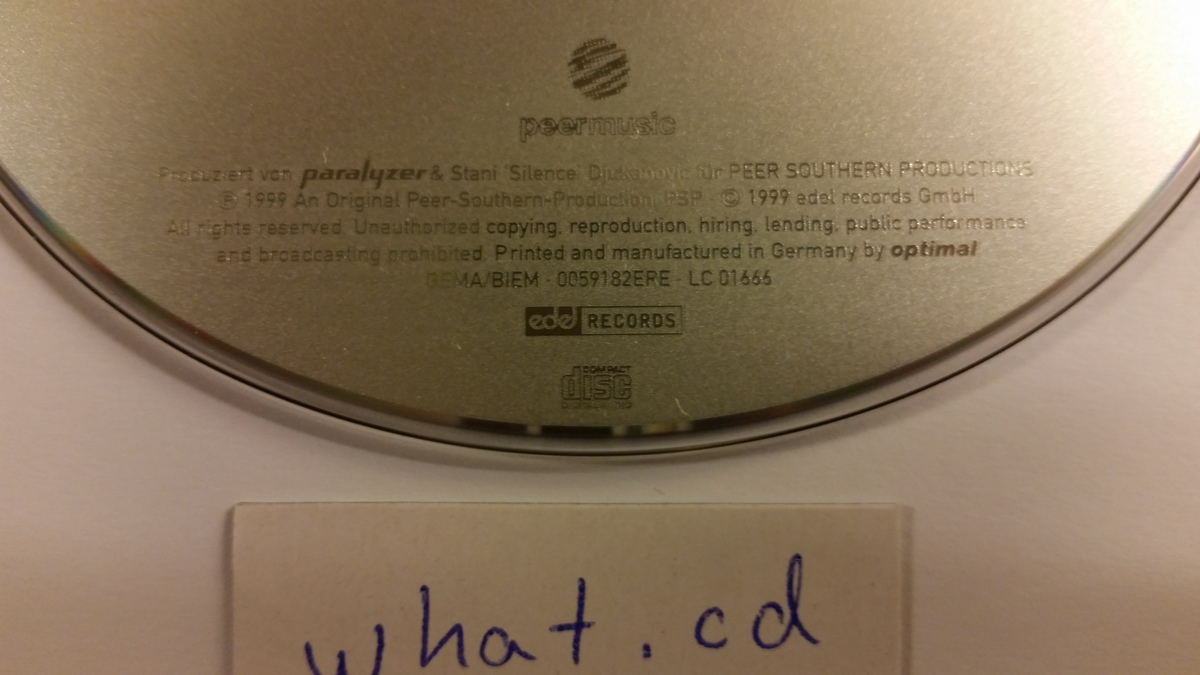 peermusic
Produziert von paralyzer & Stani 'Silence' Djukanovic für PEER SOUTHERN PRODUCTIONS
℗ 1999 An Original Peer-Southern-Production, PSP · © 1999 edel records GmbH
All rights reserved. Unauthorized copying, reproduction, hiring, lending, public performance
and broadcasting prohibited. Printed and manufactured in Germany by optimal
GEMA/BIEM · 0059182ERE · LC 01666
edel RECORDS
COMPACT
disc
DIGITAL AUDIO
what.cd